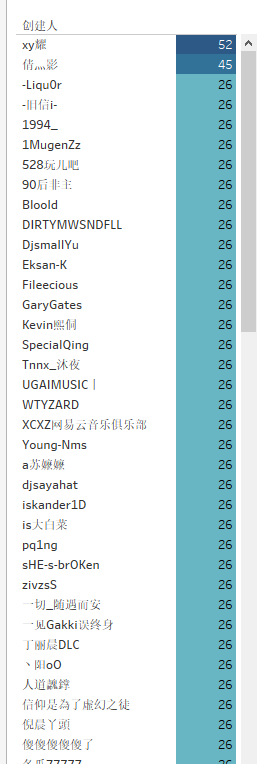 创建人
xy耀 52
倩灬影 45
-Liqu0r 26
-旧信i- 26
1994_ 26
1MugenZz 26
528玩儿吧 26
90后非主 26
Bloold 26
DIRTYMWSNDFLL 26
DjsmallYu 26
Eksan-K 26
Fileecious 26
GaryGates 26
Kevin熙侗 26
SpecialQing 26
Tnnx_沐夜 26
UGAIMUSIC丨 26
WTYZARD 26
XCXZ网易云音乐俱乐部 26
Young-Nms 26
a苏嫲嫲 26
djsayahat 26
iskander1D 26
is大白菜 26
pq1ng 26
sHE-s-brOKen 26
zivzsS 26
一切_随遇而安 26
一见Gakki误终身 26
丁丽晨DLC 26
丶阳oO 26
人道 26
信仰是為了虛幻之徒 26
倪晨丫頭 26
傻傻傻傻傻了 26